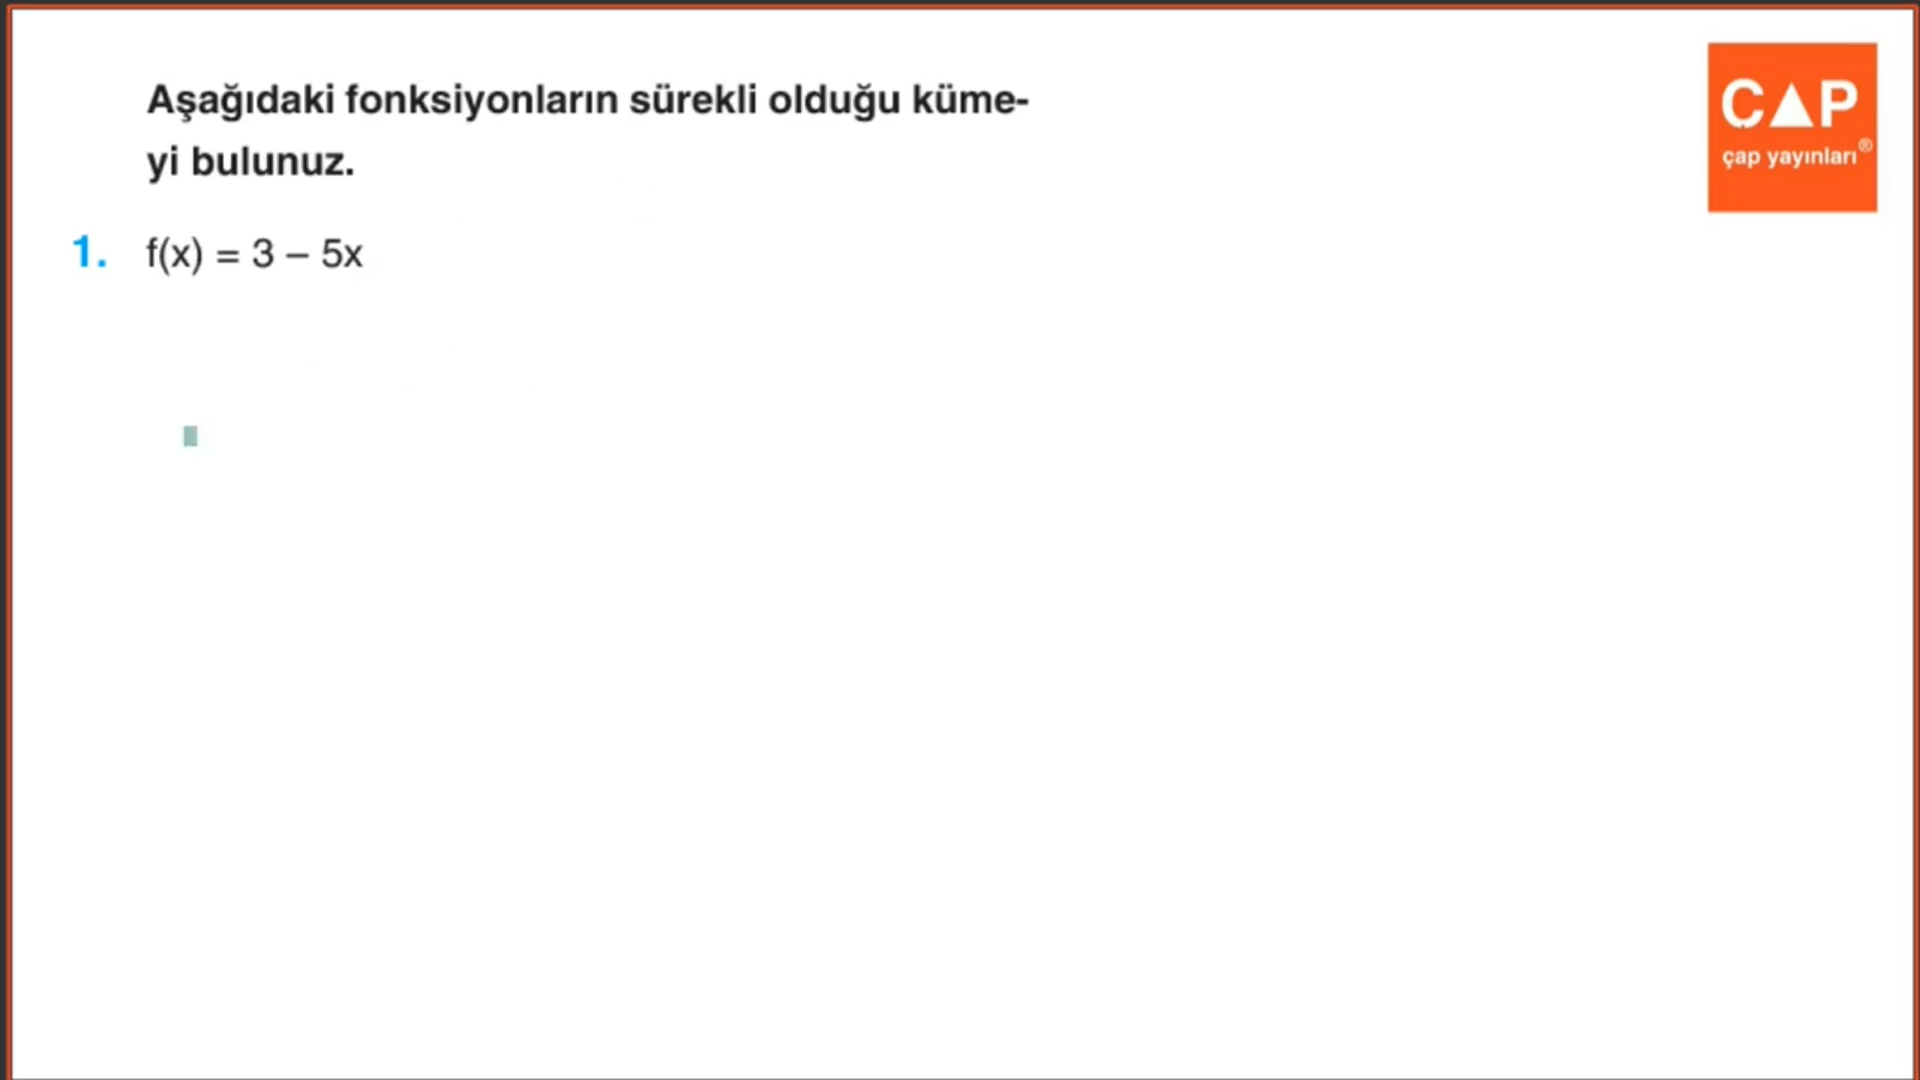 Aşağıdaki fonksiyonların sürekli olduğu küme-
yi bulunuz.
1. f(x) = 3 – 5x
ÇAP
çap yayınları®